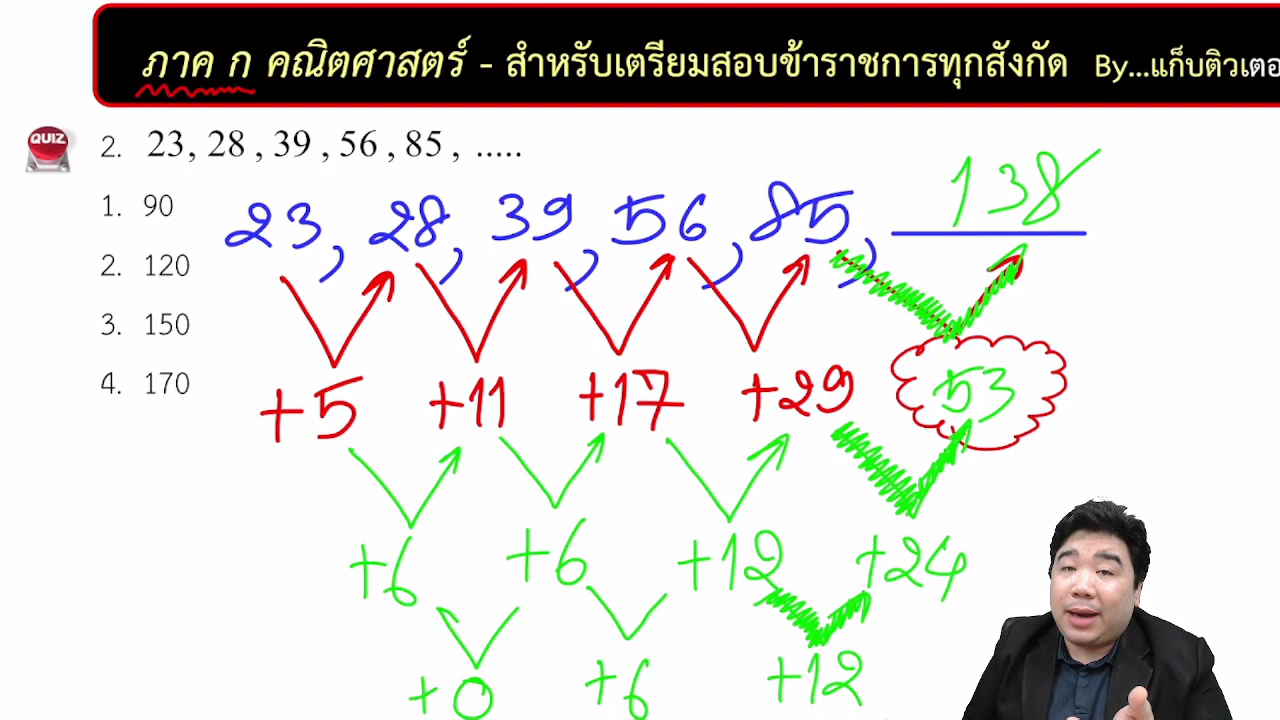 ภาค ก คณิตศาสตร์ - สำหรับเตรียมสอบข้าราชการทุกสังกัด By...แก็บติวเตอ
QUIZ
2. 23, 28 , 39 , 56 , 85 , .....
1. 90
2. 120
3. 150
4. 170
23, 28, 39, 56, 85, 138
+5 +11 +17 +29 53
+6 +6 +12 +24
+0 +6 +12